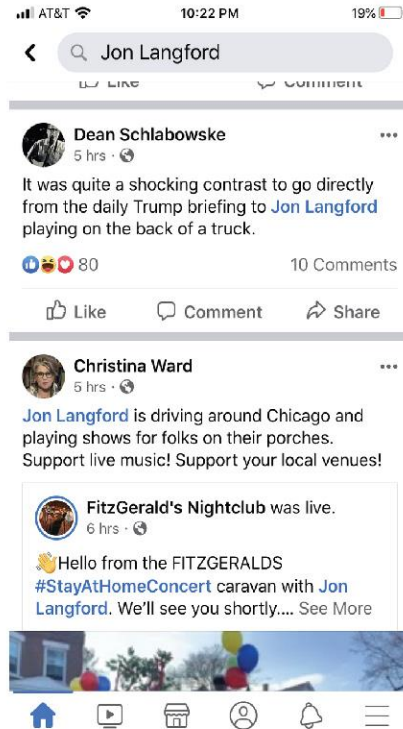 AT&T 10:22 PM 19%
Jon Langford
Like Comment
Dean Schlabowske
5 hrs ·
It was quite a shocking contrast to go directly
from the daily Trump briefing to Jon Langford
playing on the back of a truck.
80 10 Comments
Like Comment Share
Christina Ward
5 hrs ·
Jon Langford is driving around Chicago and
playing shows for folks on their porches.
Support live music! Support your local venues!
FitzGerald's Nightclub was live.
6 hrs ·
👋Hello from the FITZGERALDS
#StayAtHomeConcert caravan with Jon
Langford. We’ll see you shortly.... See More